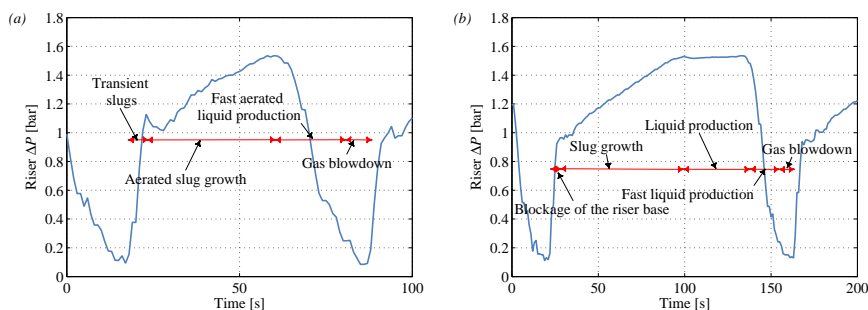 (a)
1.8
1.6
1.4
1.2
1
0.8
0.6
0.4
0.2
0
Riser ΔP [bar]
Transient
slugs
Fast aerated
liquid production
Aerated slug growth
Gas blowdown
0
50
100
Time [s]
(b)
1.8
1.6
1.4
1.2
1
0.8
0.6
0.4
0.2
0
Riser ΔP [bar]
Liquid production
Slug growth
Gas blowdown
Fast liquid production
Blockage of the riser base
0
50
100
150
200
Time [s]